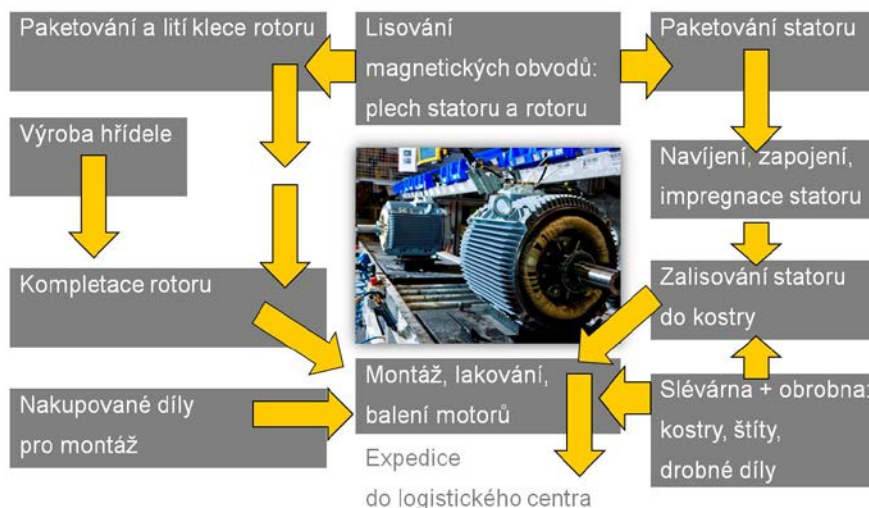 Paketování a lití klece rotoru
Lisování
magnetických obvodů:
plech statoru a rotoru
Paketování statoru
Výroba hřídele
Navíjení, zapojení,
impregnace statoru
Kompletace rotoru
Zalisování statoru
do kostry
Nakupované díly
pro montáž
Montáž, lakování,
balení motorů
Slévárna + obrobna:
kostry, štíty,
drobné díly
Expedice
do logistického centra